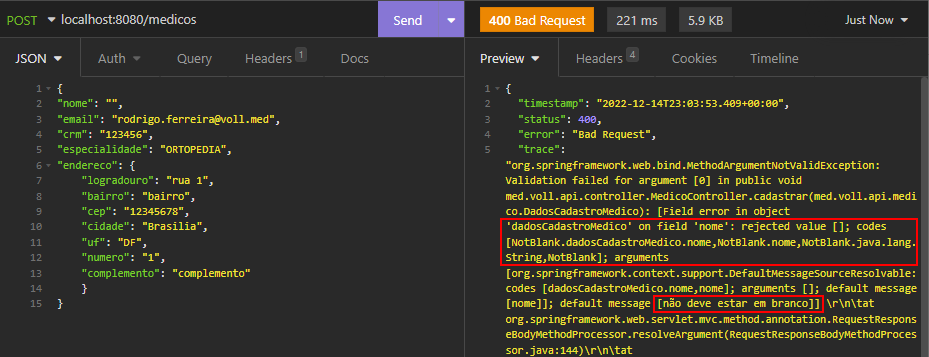 POST localhost:8080/medicos Send
400 Bad Request 221 ms 5.9 KB Just Now
JSON Auth Query Headers 1 Docs
Preview Headers 4 Cookies Timeline
1 {
2 "nome": "",
3 "email": "rodrigo.ferreira@voll.med",
4 "crm": "123456",
5 "especialidade": "ORTOPEDIA",
6 "endereco": {
7 "logradouro": "rua 1",
8 "bairro": "bairro",
9 "cep": "12345678",
10 "cidade": "Brasilia",
11 "uf": "DF",
12 "numero": "1",
13 "complemento": "complemento"
14 }
15 }
1 {
2 "timestamp": "2022-12-14T23:03:53.409+00:00",
3 "status": 400,
4 "error": "Bad Request",
5 "trace":
"org.springframework.web.bind.MethodArgumentNotValidException:
Validation failed for argument [0] in public void
med.voll.api.controller.MedicoController.cadastrar(med.voll.api.medi
co.DadosCadastroMedico): [Field error in object
'dadosCadastroMedico' on field 'nome': rejected value []; codes
[NotBlank.dadosCadastroMedico.nome,NotBlank.nome,NotBlank.java.lang.
String,NotBlank]; arguments
[org.springframework.context.support.DefaultMessageSourceResolvable:
codes [dadosCadastroMedico.nome,nome]; arguments []; default message
[nome]]; default message [não deve estar em branco]] \r\n\tat
org.springframework.web.servlet.mvc.method.annotation.RequestRespon
seBodyMethodProcessor.resolveArgument(RequestResponseBodyMethodProce
ssor.java:144)\r\n\tat